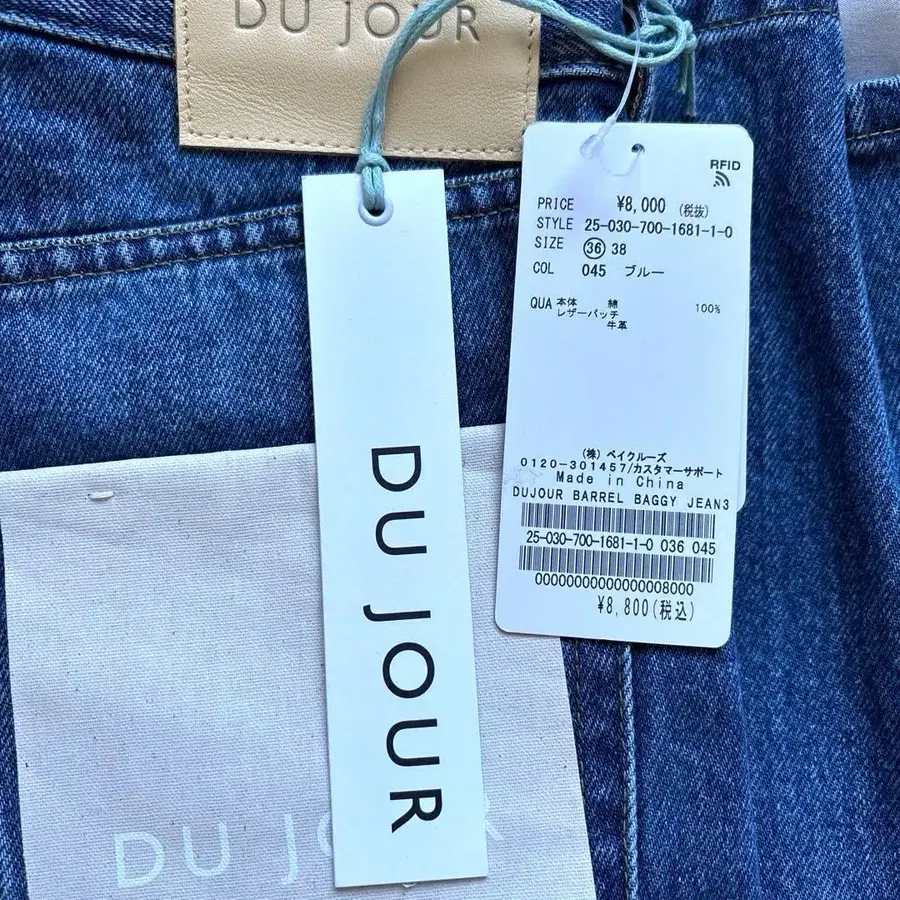 DU JOUR
RFID
PRICE ¥8,000 (税抜)
STYLE 25-030-700-1681-1-0
SIZE 36 38
COL 045 ブルー
QUA 本体 綿 100%
レザーパッチ
牛革
(株) ベイクルーズ
0120-301457/カスタマーサポート
Made in China
DUJOUR BARREL BAGGY JEAN3
25-030-700-1681-1-0 036 045
00000000000000008000
¥8,800(税込)
DU JOUR
DU JOUR